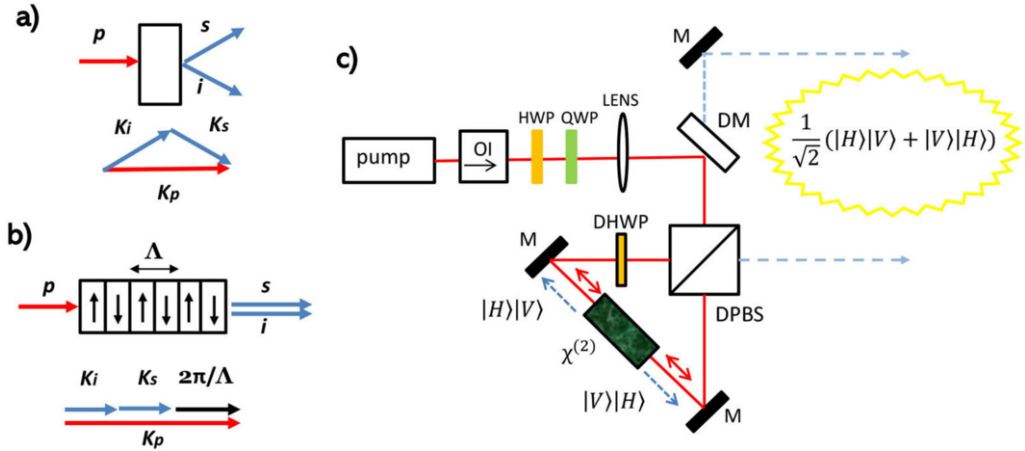 a)
p
s
i
Ki
Ks
Kp
b)
Λ
p
s
i
Ki
Ks
2π/Λ
Kp
c)
M
LENS
HWP
QWP
DM
pump
OI
1/√2 (|H⟩|V⟩ + |V⟩|H⟩)
DHWP
M
DPBS
|H⟩|V⟩
χ(2)
|V⟩|H⟩
M